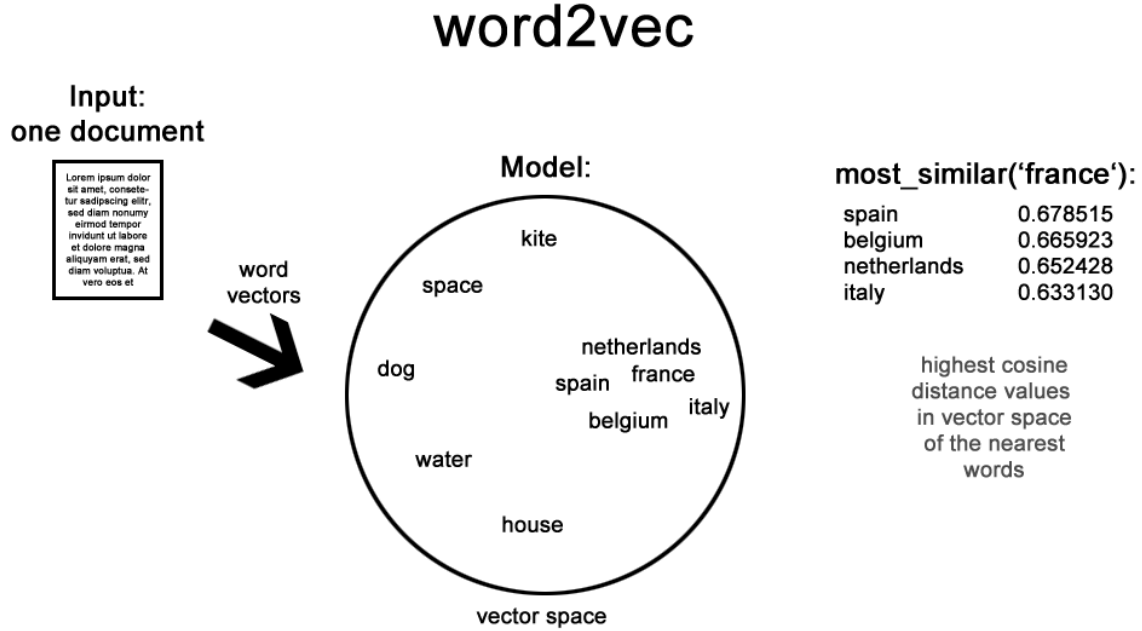 word2vec
Input:
one document
Lorem ipsum dolor
sit amet, consete-
tur sadipscing elitr,
sed diam nonumy
eirmod tempor
invidunt ut labore
et dolore magna
aliquyam erat, sed
diam voluptua. At
vero eos et
word
vectors
Model:
kite
space
dog
netherlands
france
spain
italy
belgium
water
house
vector space
most_similar(‘france‘):
spain 0.678515
belgium 0.665923
netherlands 0.652428
italy 0.633130
highest cosine
distance values
in vector space
of the nearest
words